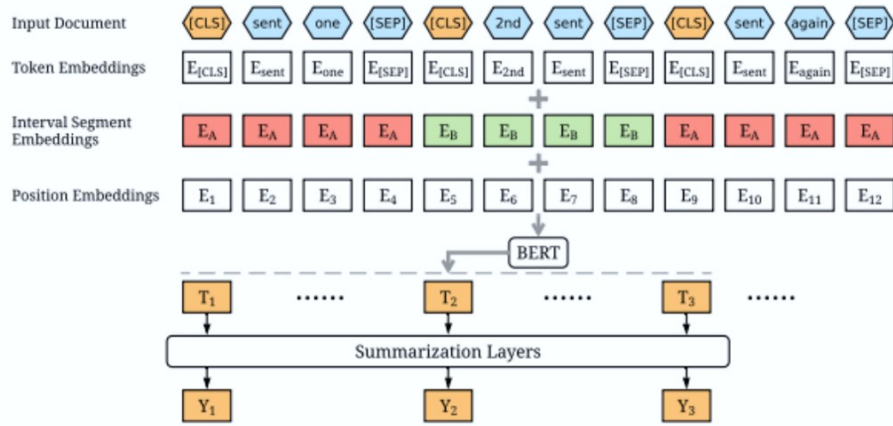 Input Document [CLS] sent one [SEP] [CLS] 2nd sent [SEP] [CLS] sent again [SEP]
Token Embeddings E[CLS] Esent Eone E[SEP] E[CLS] E2nd Esent E[SEP] E[CLS] Esent Eagain E[SEP]
+
Interval Segment
Embeddings EA EA EA EA EB EB EB EB EA EA EA EA
+
Position Embeddings E1 E2 E3 E4 E5 E6 E7 E8 E9 E10 E11 E12
BERT
T1 ...... T2 ...... T3 ......
Summarization Layers
Y1 Y2 Y3